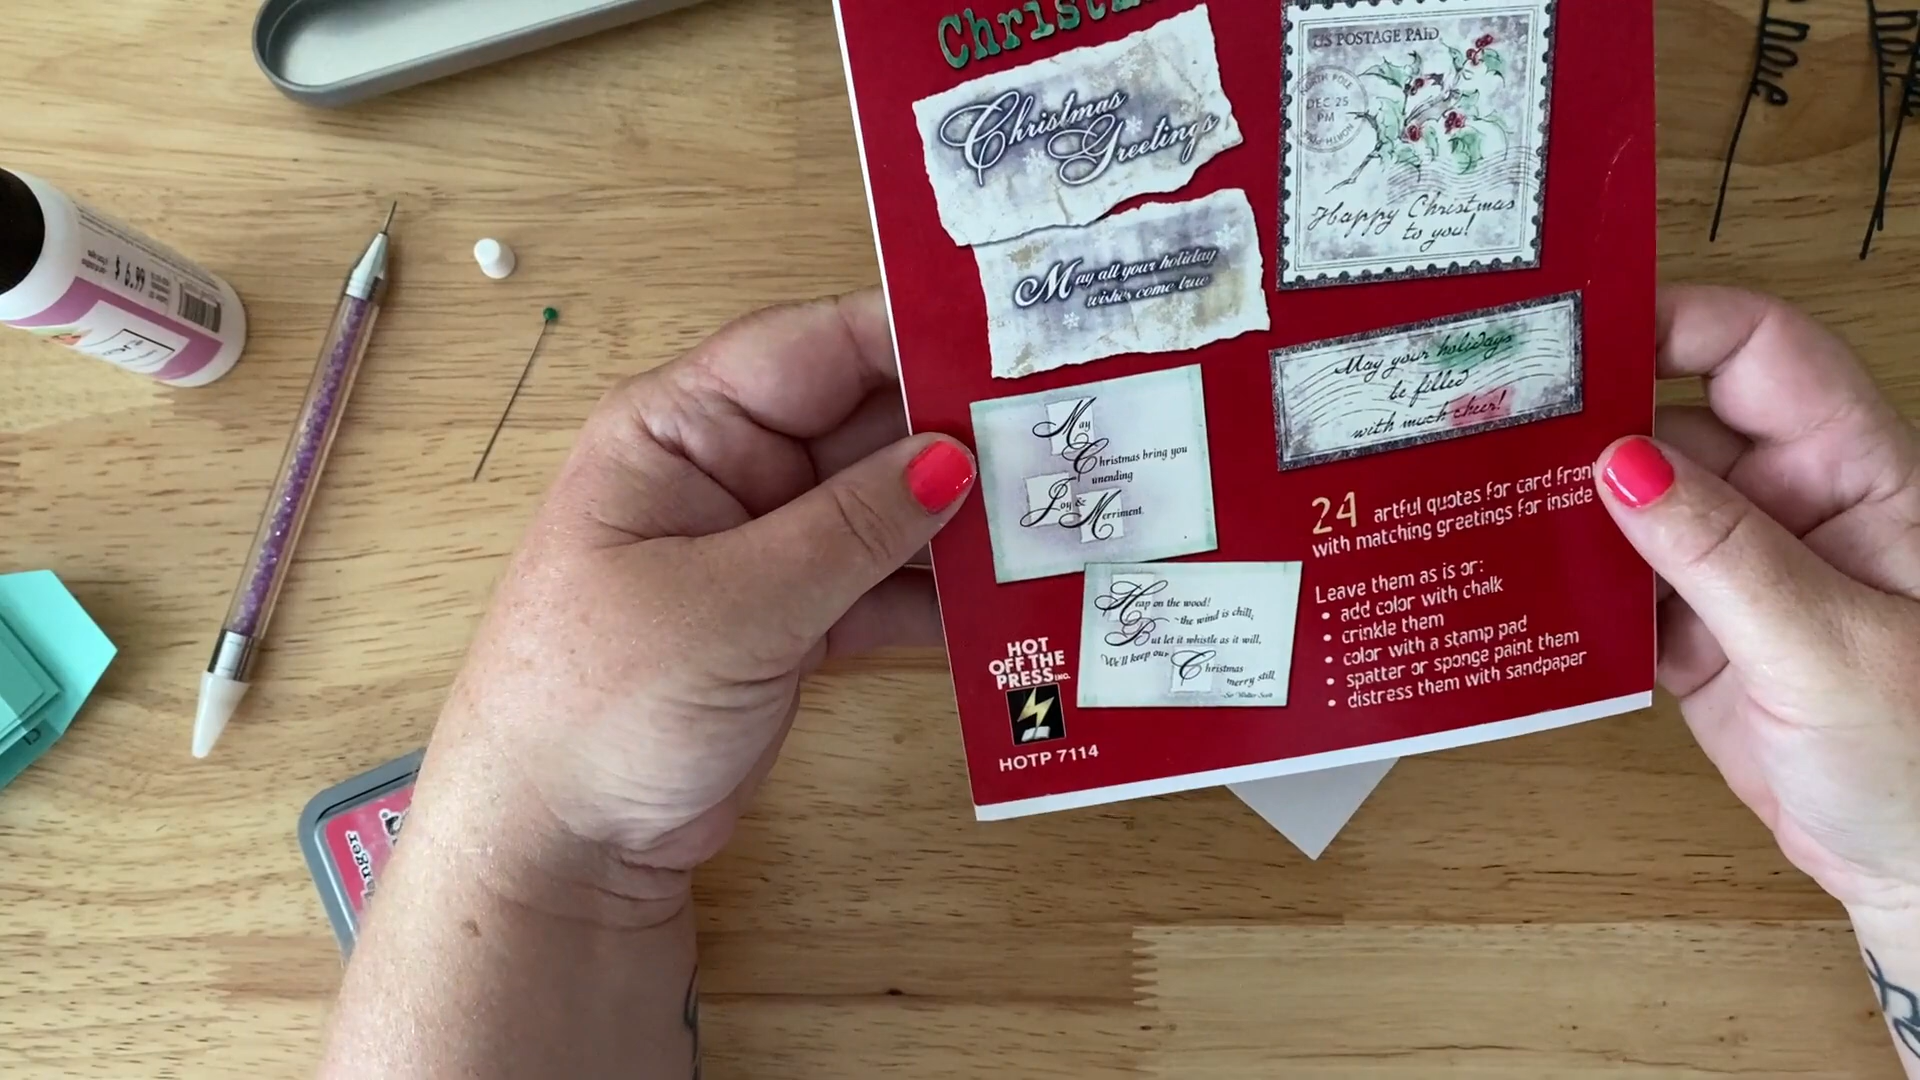 Christmas
Greetings
May all your holiday
wishes come true
US POSTAGE PAID
NORTH POLE
DEC 25
PM
Happy Christmas
to you!
May your holidays
be filled
with much cheer!
May
Christmas bring you
unending
Joy &
Merriment.
Heap on the wood!
~the wind is chill,
But let it whistle as it will,
We'll keep our
Christmas
merry still.
-Sir Walter Scott
24 artful quotes for card front
with matching greetings for inside
Leave them as is or:
• add color with chalk
• crinkle them
• color with a stamp pad
• spatter or sponge paint them
• distress them with sandpaper
HOT
OFF THE
PRESS INC.
HOTP 7114
$ 6.99